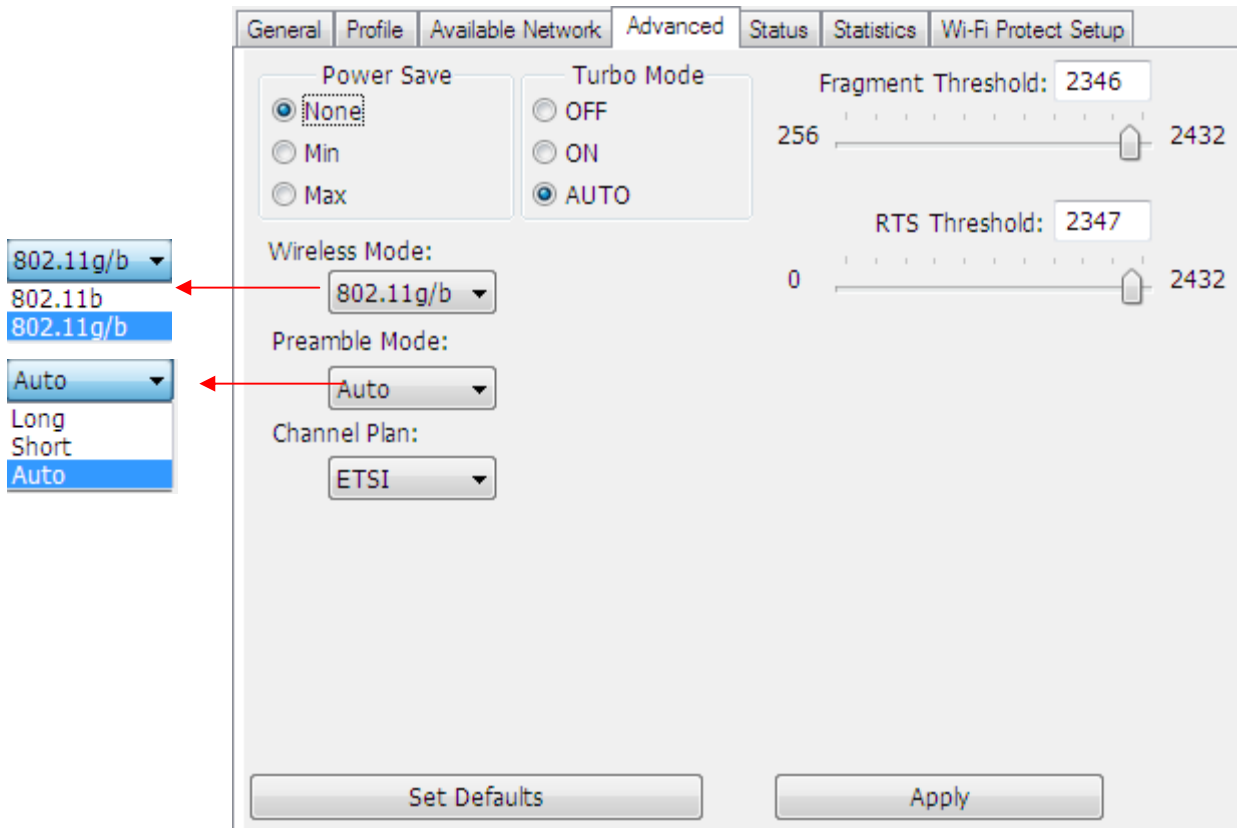 General Profile Available Network Advanced Status Statistics Wi-Fi Protect Setup
Power Save
None
Min
Max
Turbo Mode
OFF
ON
AUTO
Fragment Threshold: 2346
256 2432
RTS Threshold: 2347
0 2432
Wireless Mode:
802.11g/b
802.11g/b
802.11b
802.11g/b
Preamble Mode:
Auto
Auto
Long
Short
Auto
Channel Plan:
ETSI
Set Defaults Apply